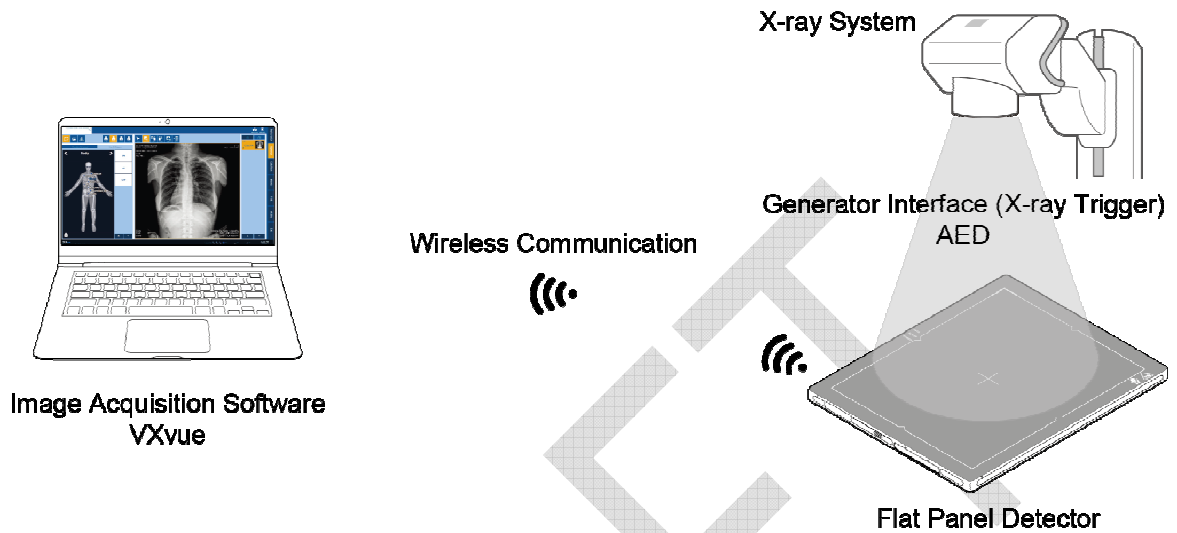 X-ray System
Generator Interface (X-ray Trigger)
AED
Wireless Communication
Image Acquisition Software
VXvue
Flat Panel Detector